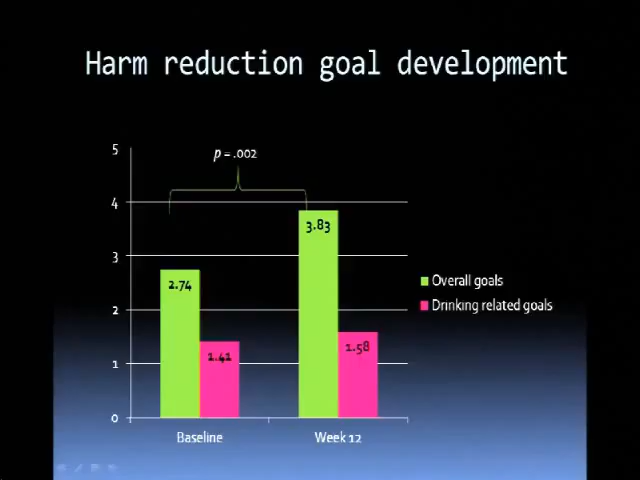 Harm reduction goal development
p = .002
5
4
3
2
1
0
2.74
1.41
3.83
1.58
Baseline
Week 12
Overall goals
Drinking related goals